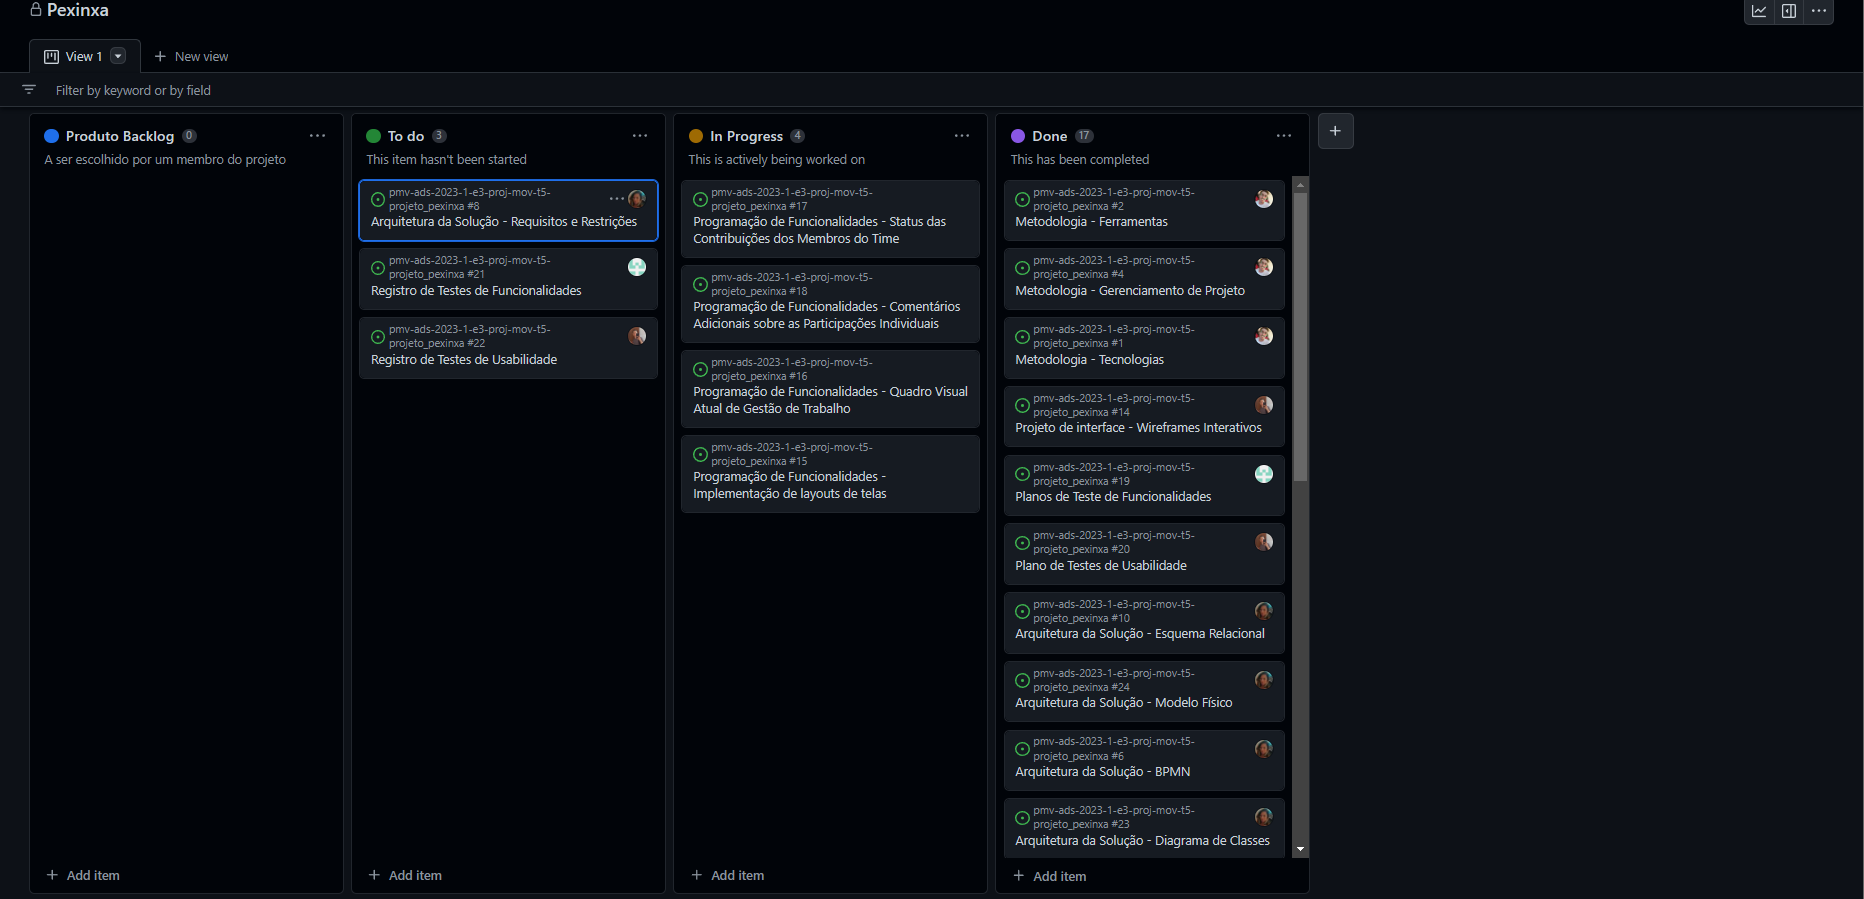 Pexinxa
View 1
New view
Filter by keyword or by field
Produto Backlog 0
A ser escolhido por um membro do projeto
Add item
To do 3
This item hasn't been started
pmv-ads-2023-1-e3-proj-mov-t5-
projeto_pexinxa #8
Arquitetura da Solução - Requisitos e Restrições
pmv-ads-2023-1-e3-proj-mov-t5-
projeto_pexinxa #21
Registro de Testes de Funcionalidades
pmv-ads-2023-1-e3-proj-mov-t5-
projeto_pexinxa #22
Registro de Testes de Usabilidade
Add item
In Progress 4
This is actively being worked on
pmv-ads-2023-1-e3-proj-mov-t5-
projeto_pexinxa #17
Programação de Funcionalidades - Status das
Contribuições dos Membros do Time
pmv-ads-2023-1-e3-proj-mov-t5-
projeto_pexinxa #18
Programação de Funcionalidades - Comentários
Adicionais sobre as Participações Individuais
pmv-ads-2023-1-e3-proj-mov-t5-
projeto_pexinxa #16
Programação de Funcionalidades - Quadro Visual
Atual de Gestão de Trabalho
pmv-ads-2023-1-e3-proj-mov-t5-
projeto_pexinxa #15
Programação de Funcionalidades -
Implementação de layouts de telas
Add item
Done 17
This has been completed
pmv-ads-2023-1-e3-proj-mov-t5-
projeto_pexinxa #2
Metodologia - Ferramentas
pmv-ads-2023-1-e3-proj-mov-t5-
projeto_pexinxa #4
Metodologia - Gerenciamento de Projeto
pmv-ads-2023-1-e3-proj-mov-t5-
projeto_pexinxa #1
Metodologia - Tecnologias
pmv-ads-2023-1-e3-proj-mov-t5-
projeto_pexinxa #14
Projeto de interface - Wireframes Interativos
pmv-ads-2023-1-e3-proj-mov-t5-
projeto_pexinxa #19
Planos de Teste de Funcionalidades
pmv-ads-2023-1-e3-proj-mov-t5-
projeto_pexinxa #20
Plano de Testes de Usabilidade
pmv-ads-2023-1-e3-proj-mov-t5-
projeto_pexinxa #10
Arquitetura da Solução - Esquema Relacional
pmv-ads-2023-1-e3-proj-mov-t5-
projeto_pexinxa #24
Arquitetura da Solução - Modelo Físico
pmv-ads-2023-1-e3-proj-mov-t5-
projeto_pexinxa #6
Arquitetura da Solução - BPMN
pmv-ads-2023-1-e3-proj-mov-t5-
projeto_pexinxa #23
Arquitetura da Solução - Diagrama de Classes
Add item